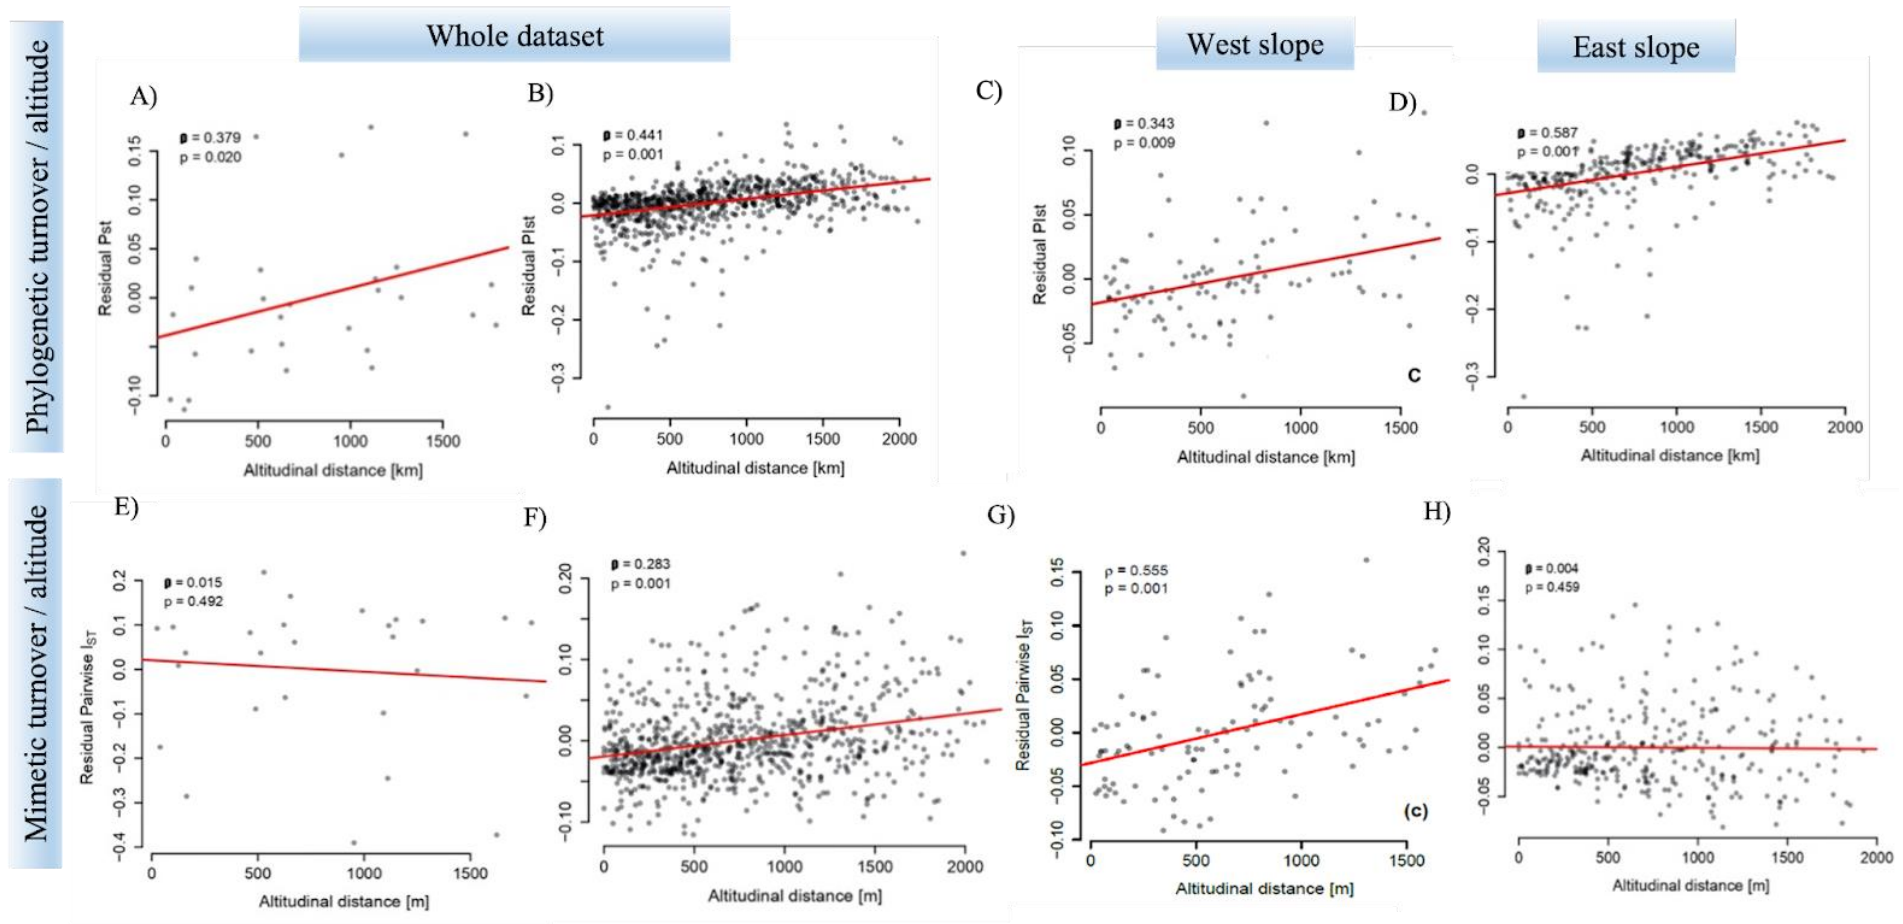 Whole dataset
West slope
East slope
Phylogenetic turnover / altitude
A)
ρ = 0.379
p = 0.020
Residual Pst
0.15
0.10
0.05
0.00
−0.10
0 500 1000 1500
Altitudinal distance [km]
B)
ρ = 0.441
p = 0.001
Residual PIst
0.1
0.0
−0.1
−0.2
−0.3
0 500 1000 1500 2000
Altitudinal distance [km]
C)
ρ = 0.343
p = 0.009
Residual PIst
0.10
0.05
0.00
−0.05
C
0 500 1000 1500
Altitudinal distance [km]
D)
ρ = 0.587
p = 0.001
0.0
−0.1
−0.2
−0.3
0 500 1000 1500 2000
Altitudinal distance [km]
Mimetic turnover / altitude
E)
ρ = 0.015
p = 0.492
Residual Pairwise IST
0.2
0.1
0.0
−0.1
−0.2
−0.3
−0.4
0 500 1000 1500
Altitudinal distance [m]
F)
ρ = 0.283
p = 0.001
0.20
0.10
0.00
−0.10
0 500 1000 1500 2000
Altitudinal distance [m]
G)
ρ = 0.555
p = 0.001
Residual Pairwise IST
0.15
0.10
0.05
0.00
−0.05
−0.10
(c)
0 500 1000 1500
Altitudinal distance [m]
H)
ρ = 0.004
p = 0.459
0.20
0.15
0.10
0.05
0.00
−0.05
0 500 1000 1500 2000
Altitudinal distance [m]